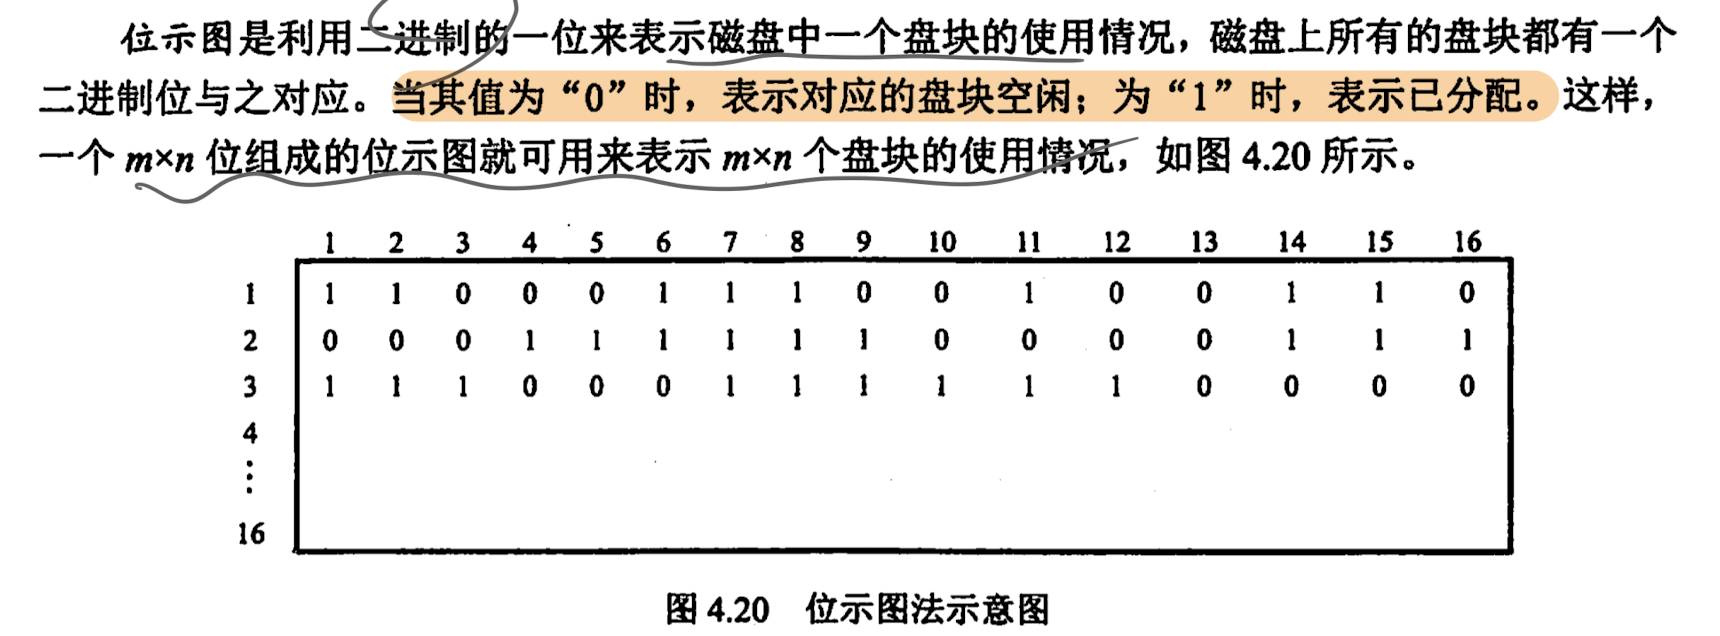 位示图是利用二进制的一位来表示磁盘中一个盘块的使用情况，磁盘上所有的盘块都有一个
二进制位与之对应。当其值为“0”时，表示对应的盘块空闲；为“1”时，表示已分配。这样，
一个 m×n 位组成的位示图就可用来表示 m×n 个盘块的使用情况，如图 4.20 所示。
1 2 3 4 5 6 7 8 9 10 11 12 13 14 15 16
1 1 1 0 0 0 1 1 1 0 0 1 0 0 1 1 0
2 0 0 0 1 1 1 1 1 1 0 0 0 0 1 1 1
3 1 1 1 0 0 0 1 1 1 1 1 1 0 0 0 0
4
⋮
16
图 4.20 位示图法示意图